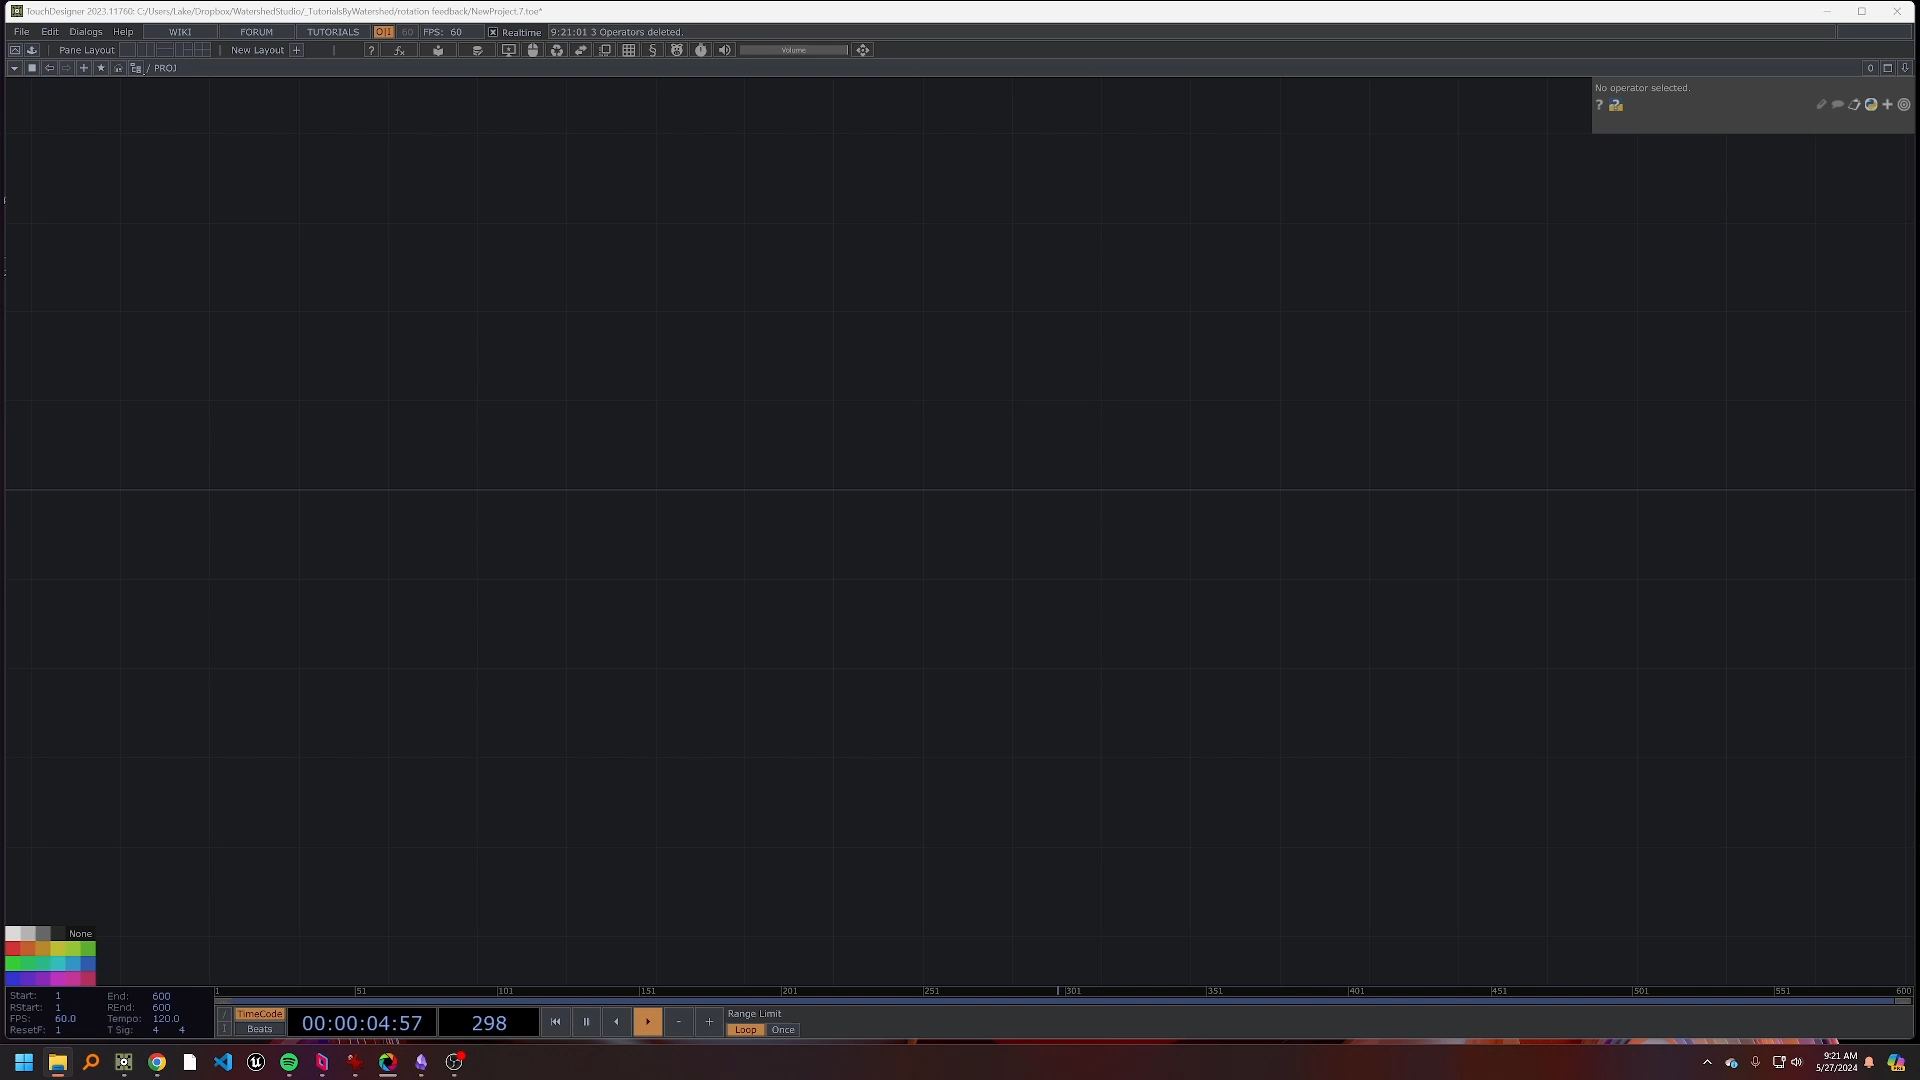 TouchDesigner 2023.11760: C:/Users/Lake/Dropbox/WatershedStudio/_TutorialsByWatershed/rotation feedback/NewProject.7.toe*
File Edit Dialogs Help WIKI FORUM TUTORIALS O|I 60 FPS: 60 Realtime 9:21:01 3 Operators deleted.
Pane Layout New Layout + ? fx § Volume
/ PROJ 0
No operator selected.
?
None
Start: 1 End: 600
RStart: 1 REnd: 600
FPS: 60.0 Tempo: 120.0
ResetF: 1 T Sig: 4 4
1 51 101 151 201 251 301 351 401 451 501 551 600
TimeCode
Beats
00:00:04:57
298
- +
Range Limit
Loop Once
9:21 AM
5/27/2024